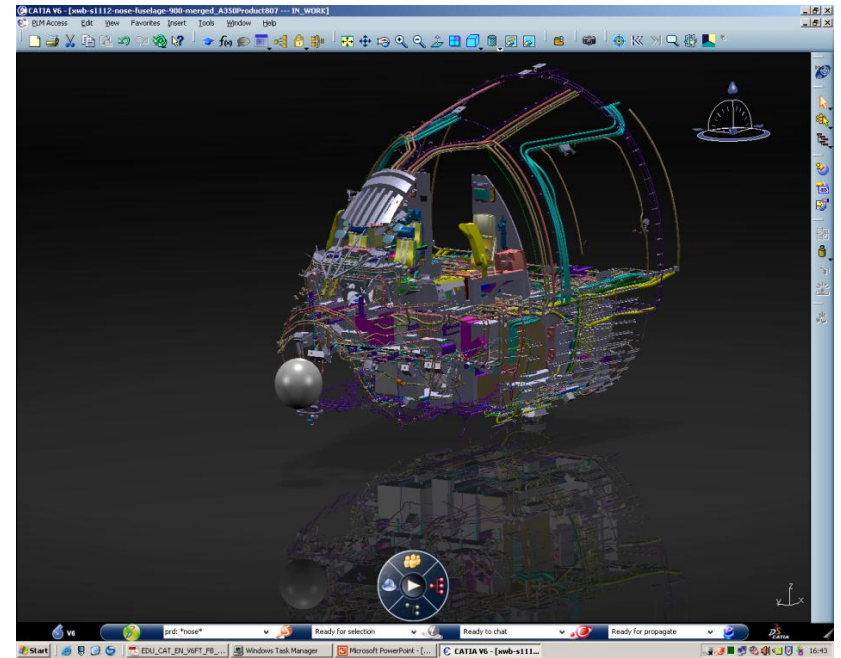 CATIA V6 - [xwb-s1112-nose-fuselage-900-merged_A350Product807 --- IN_WORK]
PLM Access Edit View Favorites Insert Tools Window Help
f(x)
z
y x
V6 prd: *nose* Ready for selection Ready to chat Ready for propagate DS CATIA
Start EDU_CAT_EN_V6FT_FB_... Windows Task Manager Microsoft PowerPoint - [... CATIA V6 - [xwb-s111... 16:43